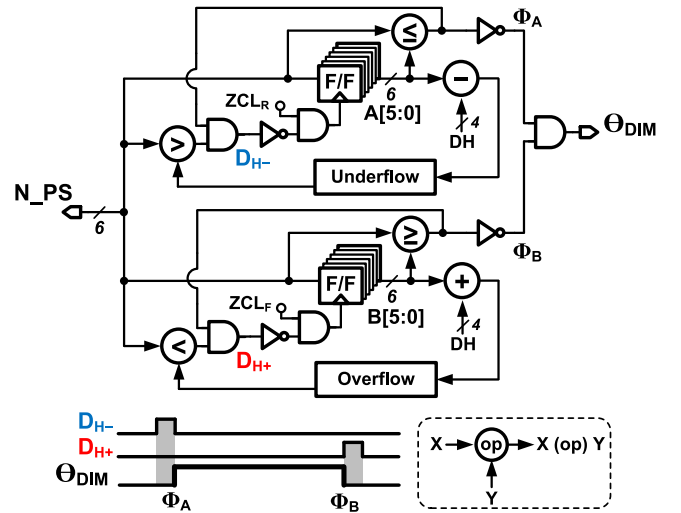 ≤
Φ_A
ZCL_R
F/F
6
−
A[5:0]
4
DH
Θ_DIM
>
D_H−
Underflow
N_PS
6
≥
Φ_B
ZCL_F
F/F
6
+
B[5:0]
4
DH
<
D_H+
Overflow
D_H−
D_H+
Θ_DIM
Φ_A
Φ_B
X op X (op) Y
Y